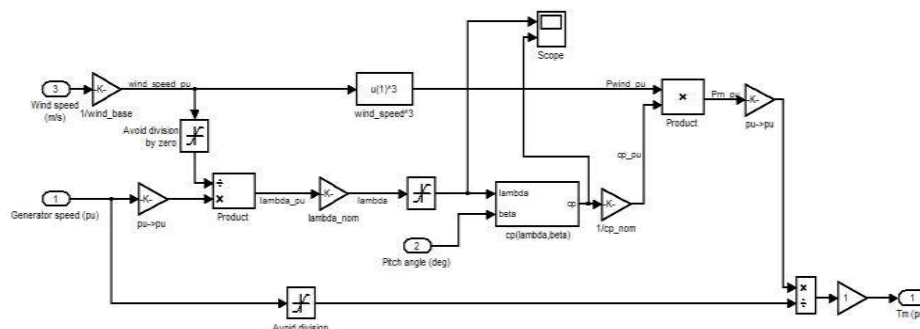 Scope
3
Wind speed
(m/s)
-K-
1/wind_base
wind_speed_pu
u(1)^3
wind_speed^3
Pwind_pu
×
Product
Pm_pu
-K-
pu->pu
Avoid division
by zero
cp_pu
1
Generator speed (pu)
-K-
pu->pu
÷
×
Product
lambda_pu
-K-
lambda_nom
lambda
lambda
beta
cp
cp(lambda,beta)
-K-
1/cp_nom
2
Pitch angle (deg)
×
÷
1
1
Tm (p
Avoid division